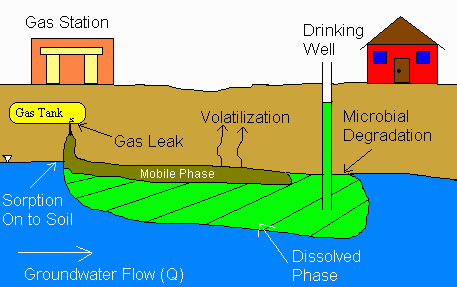 Gas Station
Drinking
Well
Gas Tank
Gas Leak
Volatilization
Microbial
Degradation
Mobile Phase
Sorption
On to Soil
Dissolved
Phase
Groundwater Flow (Q)